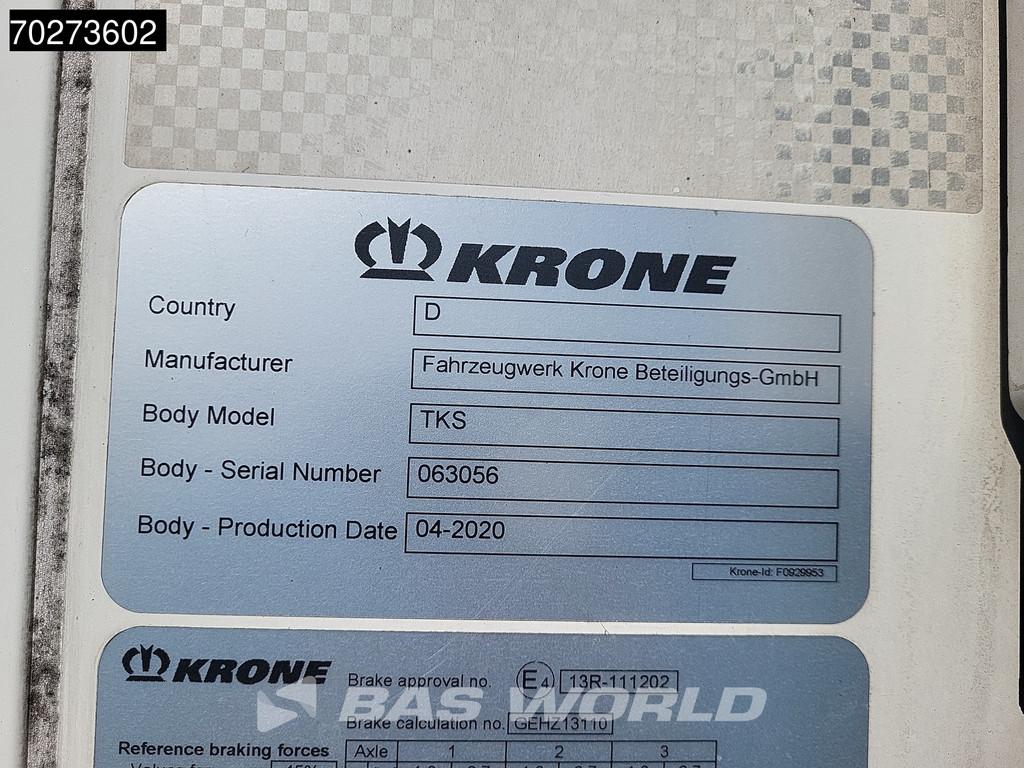 70273602
KRONE
Country D
Manufacturer Fahrzeugwerk Krone Beteiligungs-GmbH
Body Model TKS
Body - Serial Number 063056
Body - Production Date 04-2020
Krone-Id: F0929953
KRONE
Brake approval no. E4 13R-111202
BAS WORLD
Brake calculation no. GEHZ13110
Reference braking forces Axle 1 2 3